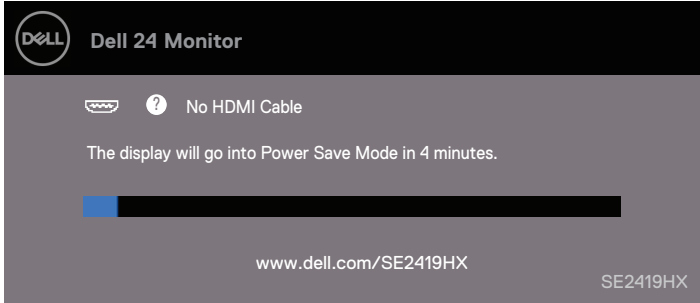 DELL
Dell 24 Monitor
? No HDMI Cable
The display will go into Power Save Mode in 4 minutes.
www.dell.com/SE2419HX
SE2419HX